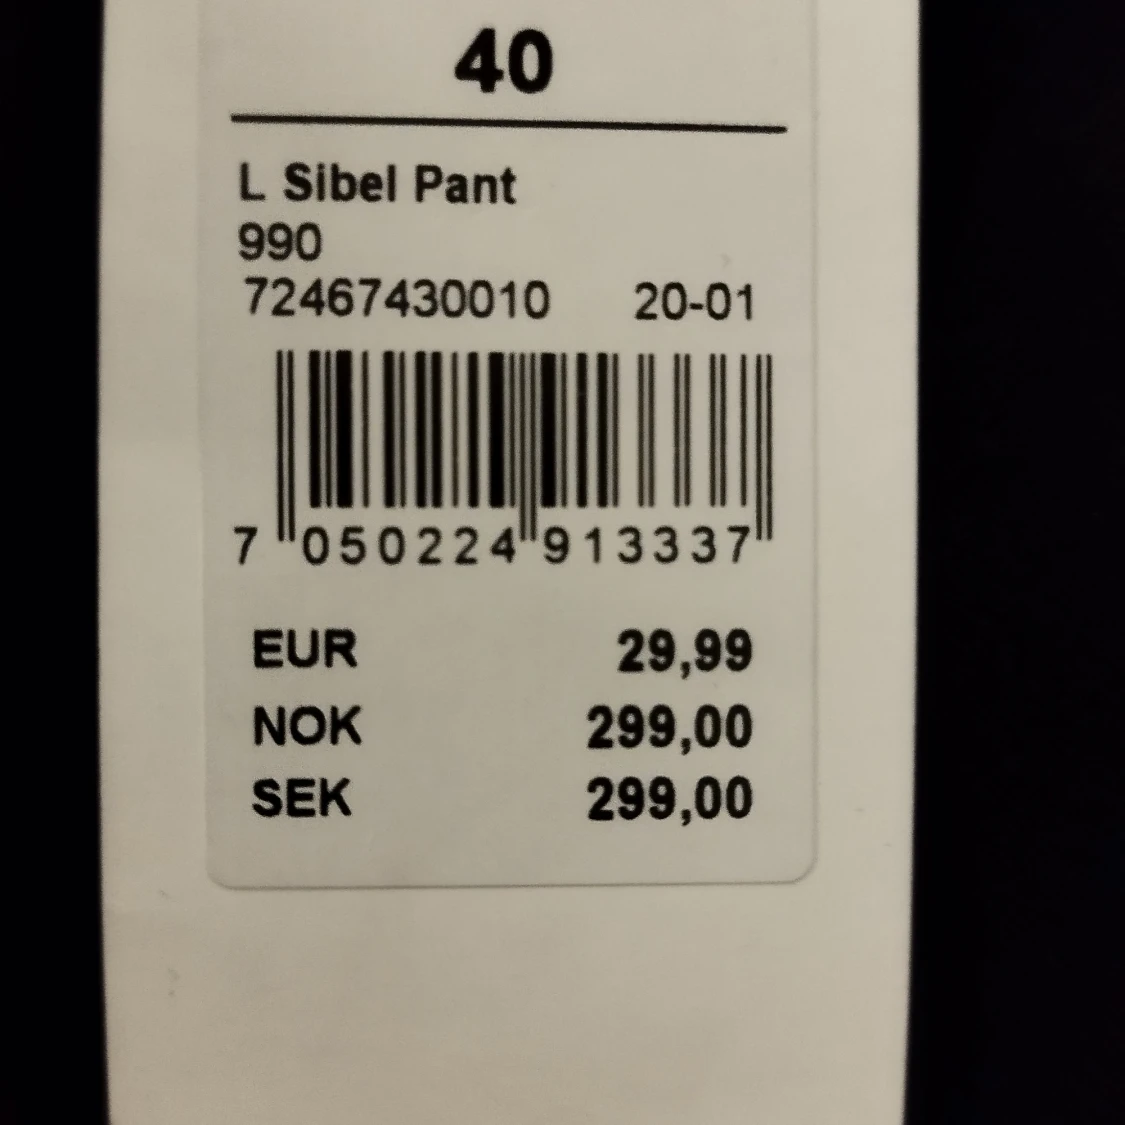 40
L Sibel Pant
990
72467430010 20-01
7 050224 913337
EUR 29,99
NOK 299,00
SEK 299,00